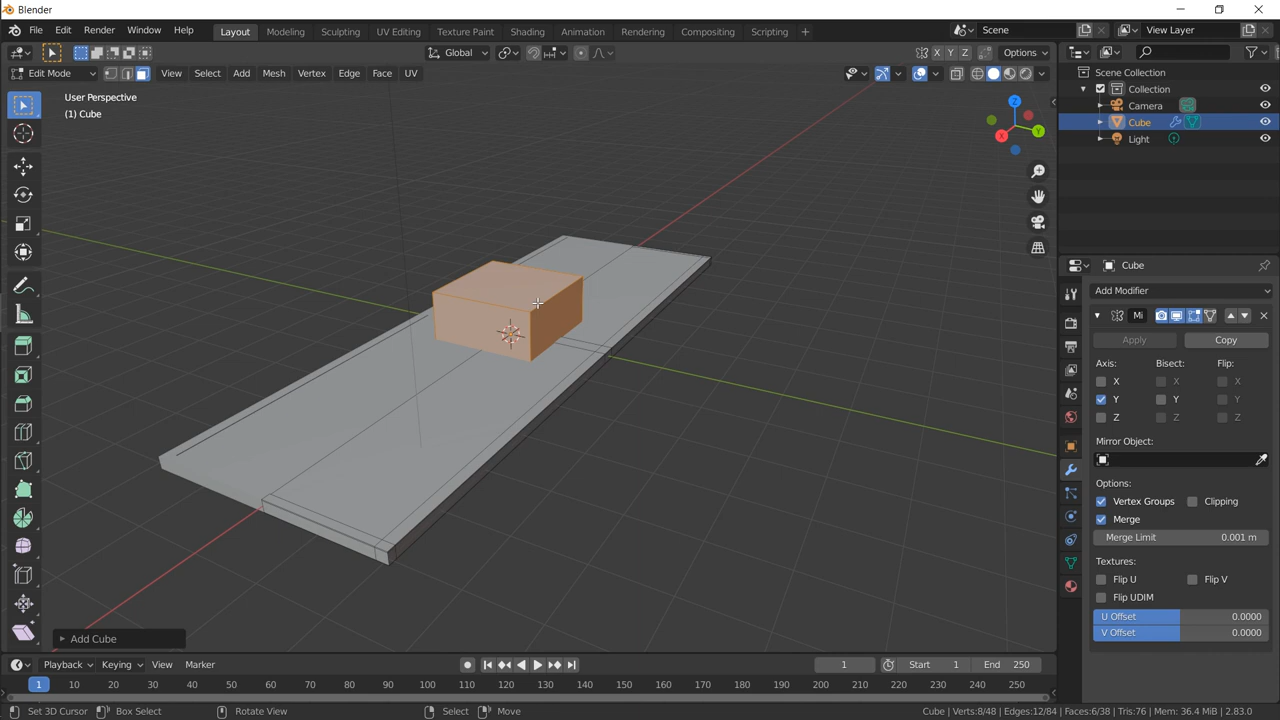 Blender
File Edit Render Window Help Layout Modeling Sculpting UV Editing Texture Paint Shading Animation Rendering Compositing Scripting + Scene View Layer
Global X Y Z Options
Edit Mode View Select Add Mesh Vertex Edge Face UV
User Perspective
(1) Cube
Z
Y
X
Scene Collection
Collection
Camera
Cube
Light
Cube
Add Modifier
Mi
Apply Copy
Axis: Bisect: Flip:
X X X
Y Y Y
Z Z Z
Mirror Object:
Options:
Vertex Groups Clipping
Merge
Merge Limit 0.001 m
Textures:
Flip U Flip V
Flip UDIM
U Offset 0.0000
V Offset 0.0000
Add Cube
Playback Keying View Marker 1 Start 1 End 250
1 10 20 30 40 50 60 70 80 90 100 110 120 130 140 150 160 170 180 190 200 210 220 230 240 250
Set 3D Cursor Box Select Rotate View Select Move Cube | Verts:8/48 | Edges:12/84 | Faces:6/38 | Tris:76 | Mem: 36.4 MiB | 2.83.0